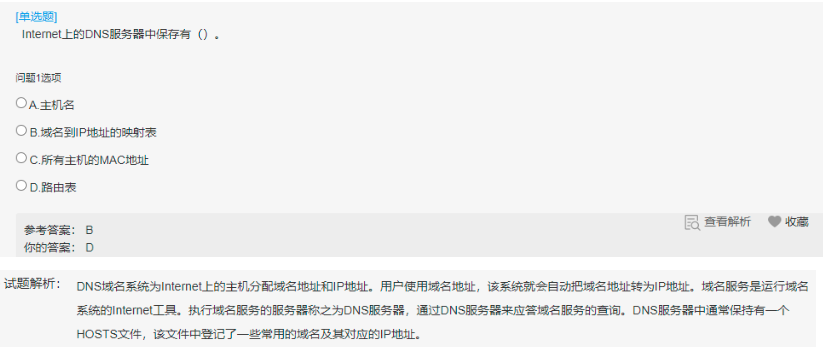 [单选题]
Internet上的DNS服务器中保存有（）。
问题1选项
A.主机名
B.域名到IP地址的映射表
C.所有主机的MAC地址
D.路由表
查看解析 收藏
参考答案： B
你的答案： D
试题解析： DNS域名系统为Internet上的主机分配域名地址和IP地址。用户使用域名地址，该系统就会自动把域名地址转为IP地址。域名服务是运行域名
系统的Internet工具。执行域名服务的服务器称之为DNS服务器，通过DNS服务器来应答域名服务的查询。DNS服务器中通常保持有一个
HOSTS文件，该文件中登记了一些常用的域名及其对应的IP地址。